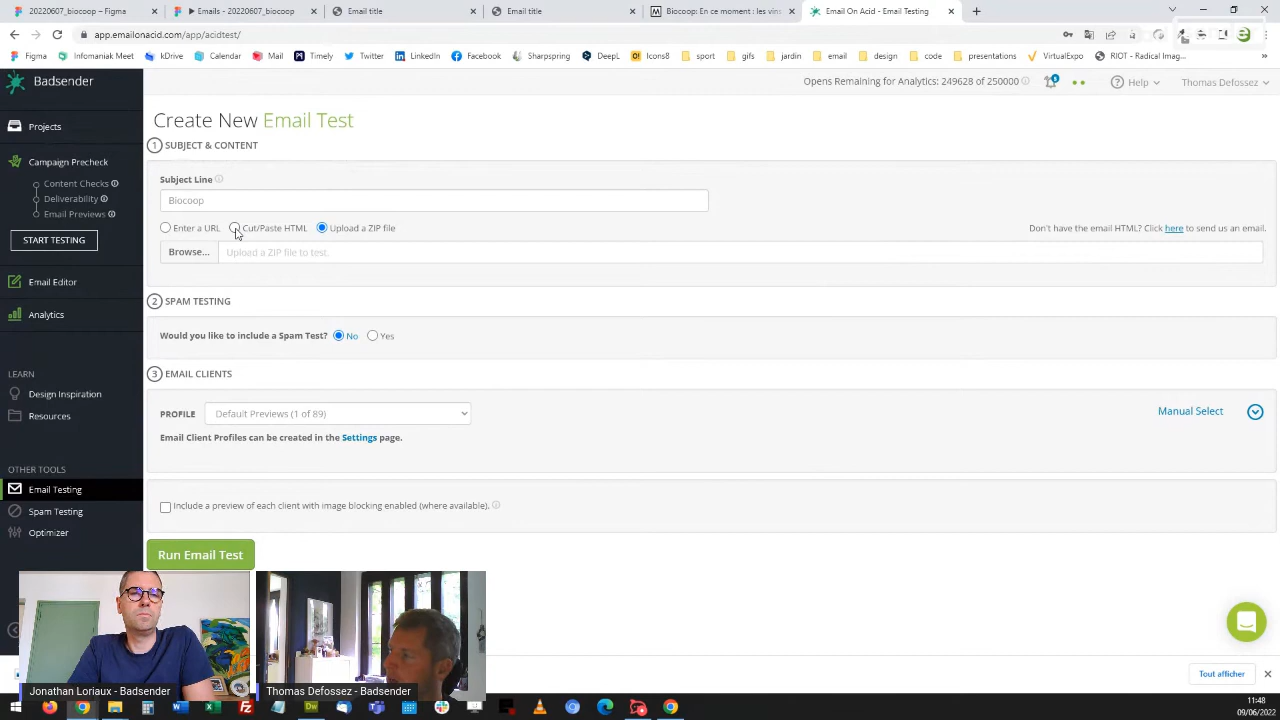 20220607_biocoop – Figma
▶ Emails - 20220607_biocoop
Email title
Email title
Biocoop: En ce moment : les vins
Email On Acid - Email Testing
app.emailonacid.com/app/acidtest/
Figma
Infomaniak Meet
kDrive
Calendar
Mail
Timely
Twitter
LinkedIn
Facebook
Sharpspring
DeepL
Icons8
sport
gifs
jardin
email
design
code
presentations
VirtualExpo
RIOT - Radical Imag...
Badsender
Opens Remaining for Analytics: 249628 of 250000
Help
Thomas Defossez
Projects
Campaign Precheck
Content Checks
Deliverability
Email Previews
START TESTING
Email Editor
Analytics
LEARN
Design Inspiration
Resources
OTHER TOOLS
Email Testing
Spam Testing
Optimizer
Create New Email Test
1 SUBJECT & CONTENT
Subject Line
Biocoop
Enter a URL
Cut/Paste HTML
Upload a ZIP file
Don't have the email HTML? Click here to send us an email.
Browse...
Upload a ZIP file to test.
2 SPAM TESTING
Would you like to include a Spam Test?
No
Yes
3 EMAIL CLIENTS
PROFILE
Default Previews (1 of 89)
Manual Select
Email Client Profiles can be created in the Settings page.
Include a preview of each client with image blocking enabled (where available).
Run Email Test
Jonathan Loriaux - Badsender
Thomas Defossez - Badsender
Tout afficher
11:48
09/06/2022